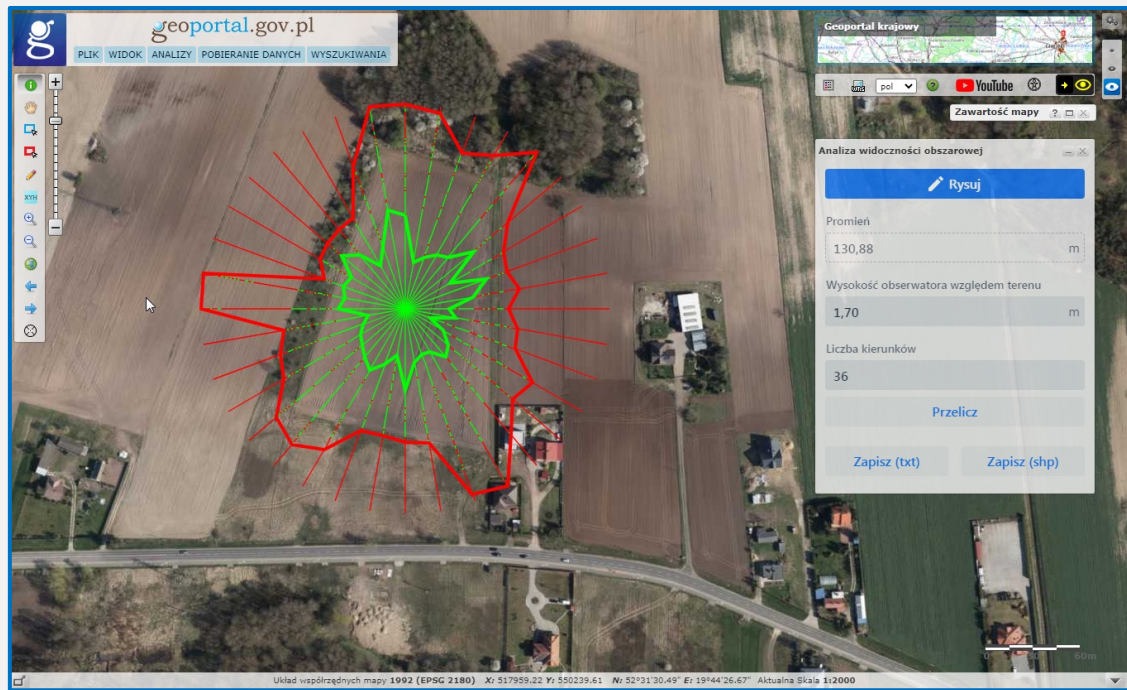 geoportal.gov.pl
PLIK WIDOK ANALIZY POBIERANIE DANYCH WYSZUKIWANIA
XYH
Geoportal krajowy
WMS pol ? YouTube
Zawartość mapy ?
Analiza widoczności obszarowej
Rysuj
Promień
130,88 m
Wysokość obserwatora względem terenu
1,70 m
Liczba kierunków
36
Przelicz
Zapisz (txt) Zapisz (shp)
60m
Układ współrzędnych mapy 1992 (EPSG 2180) X: 517959.22 Y: 550239.61 N: 52°31'30.49" E: 19°44'26.67" Aktualna Skala 1:2000